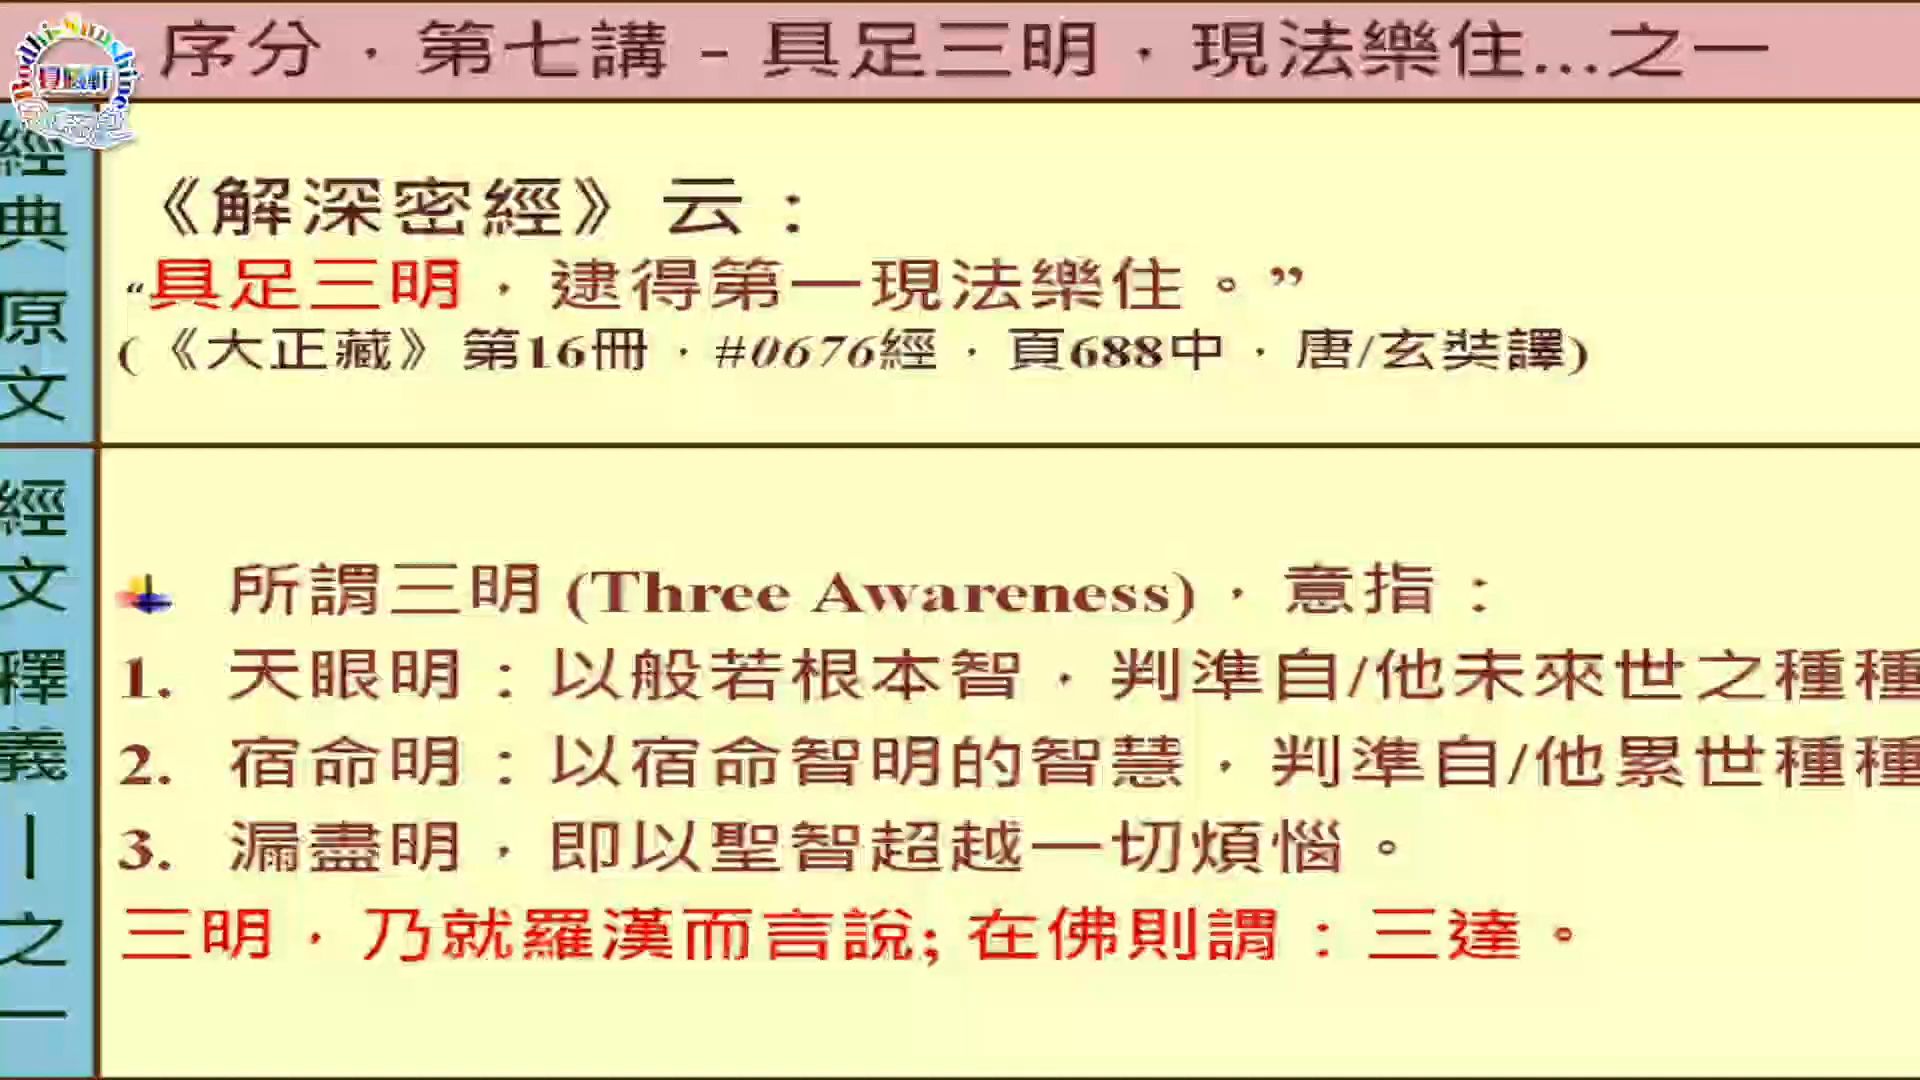 Bodhi Sunshine
序分，第七講 - 具足三明，現法樂住...之一
經典原文
《解深密經》云：
“具足三明，逮得第一現法樂住。”
(《大正藏》第16冊，#0676經，頁688中，唐/玄奘譯)
經文釋義—之一
所謂三明 (Three Awareness)，意指：
1. 天眼明：以般若根本智，判準自/他未來世之種種
2. 宿命明：以宿命智明的智慧，判準自/他累世種種
3. 漏盡明，即以聖智超越一切煩惱。
三明，乃就羅漢而言說; 在佛則謂：三達。